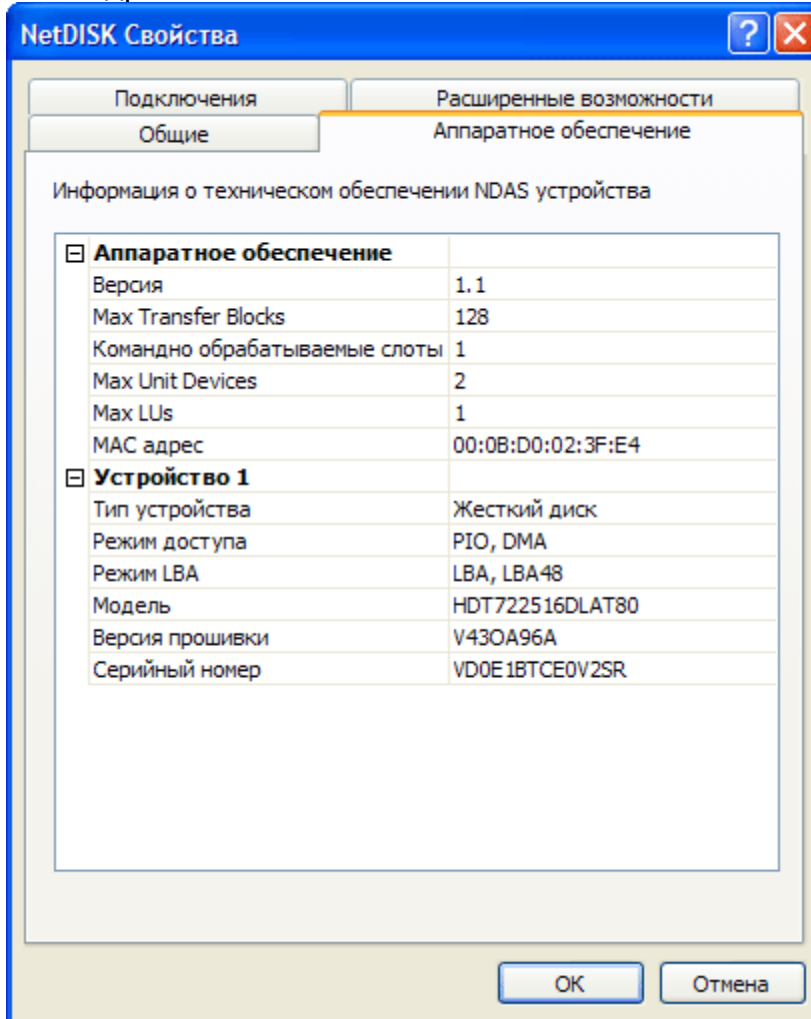 NetDISK Свойства
Подключения Расширенные возможности
Общие Аппаратное обеспечение
Информация о техническом обеспечении NDAS устройства
Аппаратное обеспечение
Версия 1.1
Max Transfer Blocks 128
Командно обрабатываемые слоты 1
Max Unit Devices 2
Max LUs 1
MAC адрес 00:0B:D0:02:3F:E4
Устройство 1
Тип устройства Жесткий диск
Режим доступа PIO, DMA
Режим LBA LBA, LBA48
Модель HDT722516DLAT80
Версия прошивки V43OA96A
Серийный номер VD0E1BTCE0V2SR
OK Отмена